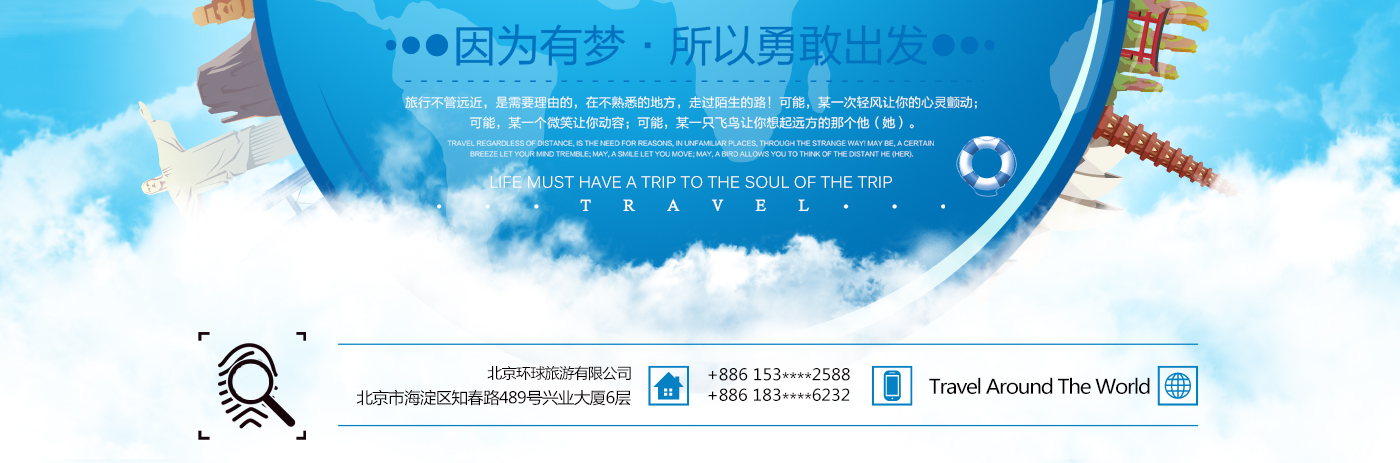 因为有梦·所以勇敢出发
旅行不管远近，是需要理由的，在不熟悉的地方，走过陌生的路！可能，某一次轻风让你的心灵颤动；
可能，某一个微笑让你动容；可能，某一只飞鸟让你想起远方的那个他（她）。
TRAVEL REGARDLESS OF DISTANCE, IS THE NEED FOR REASONS, IN UNFAMILIAR PLACES, THROUGH THE STRANGE WAY! MAY BE, A CERTAIN
BREEZE LET YOUR MIND TREMBLE; MAY, A SMILE LET YOU MOVE; MAY, A BIRD ALLOWS YOU TO THINK OF THE DISTANT HE (HER).
LIFE MUST HAVE A TRIP TO THE SOUL OF THE TRIP
TRAVEL
北京环球旅游有限公司
北京市海淀区知春路489号兴业大厦6层
+886 153****2588
+886 183****6232
Travel Around The World